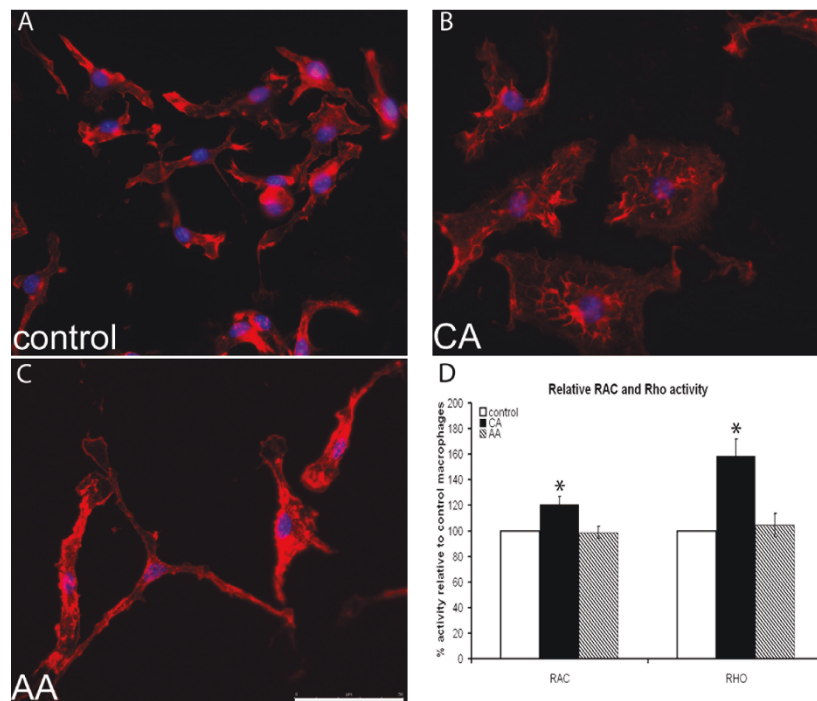 A
control
B
CA
C
AA
D
Relative RAC and Rho activity
control
CA
AA
% activity relative to control macrophages
200
180
160
140
120
100
80
60
40
20
0
*
*
RAC
RHO